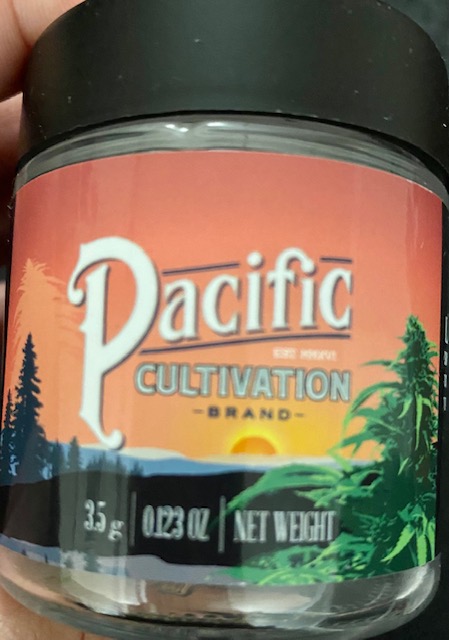 Pacific
CULTIVATION
-BRAND-
3.5 g | 0.123 OZ | NET WEIGHT